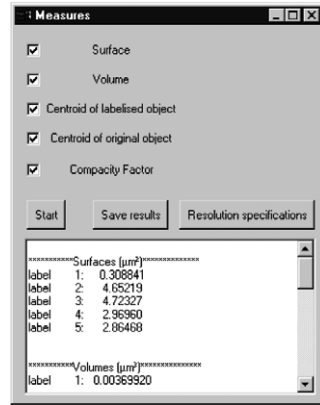 Measures
Surface
Volume
Centroid of labelised object
Centroid of original object
Compacity Factor
Start Save results Resolution specifications
***********Surfaces (µm²)**************
label 1: 0.308841
label 2: 4.65219
label 3: 4.72327
label 4: 2.96960
label 5: 2.86468
***********Volumes (µm³)**************
label 1: 0.00369920